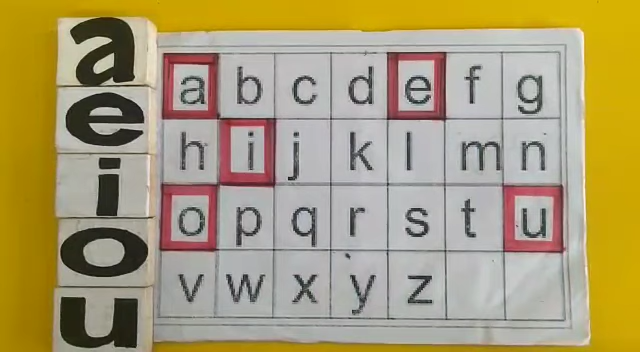 a
e
i
o
u
a b c d e f g
h i j k l m n
o p q r s t u
v w x y z